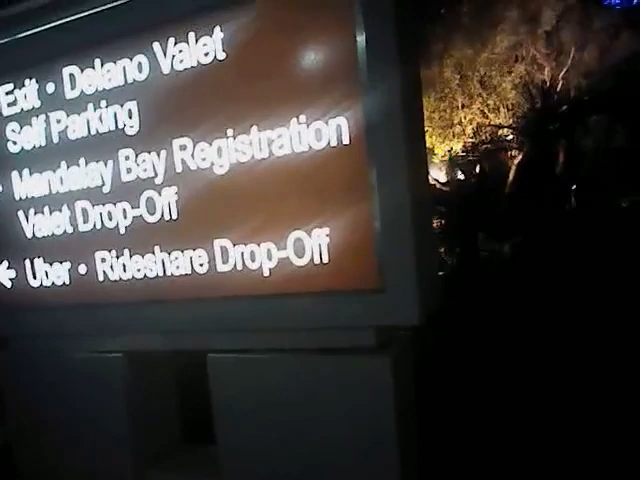 Exit • Delano Valet
Self Parking
• Mandalay Bay Registration
Valet Drop-Off
← Uber • Rideshare Drop-Off